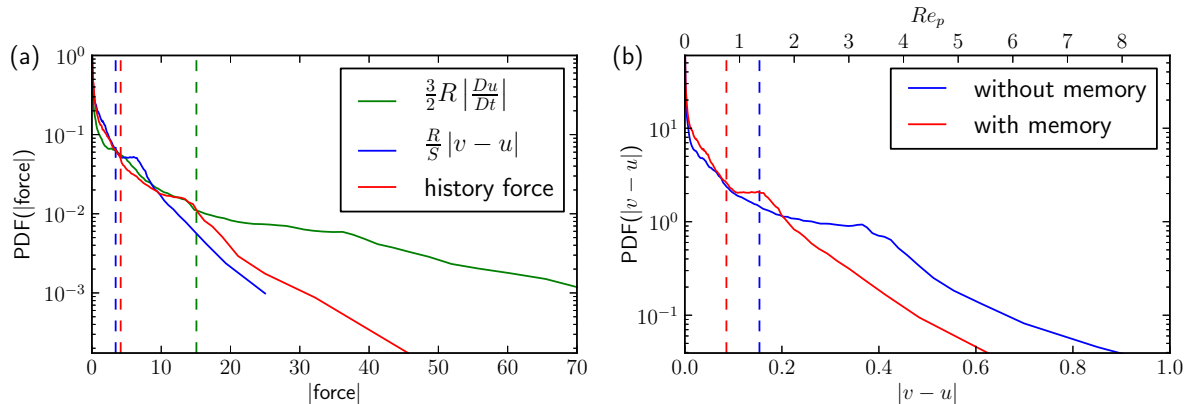 (a)
10^0
10^{-1}
10^{-2}
10^{-3}
PDF(|force|)
0 10 20 30 40 50 60 70
|force|
3/2 R |Du/Dt|
R/S |v − u|
history force
(b)
Re_p
0 1 2 3 4 5 6 7 8
10^1
10^0
10^{-1}
PDF(|v − u|)
0.0 0.2 0.4 0.6 0.8 1.0
|v − u|
without memory
with memory